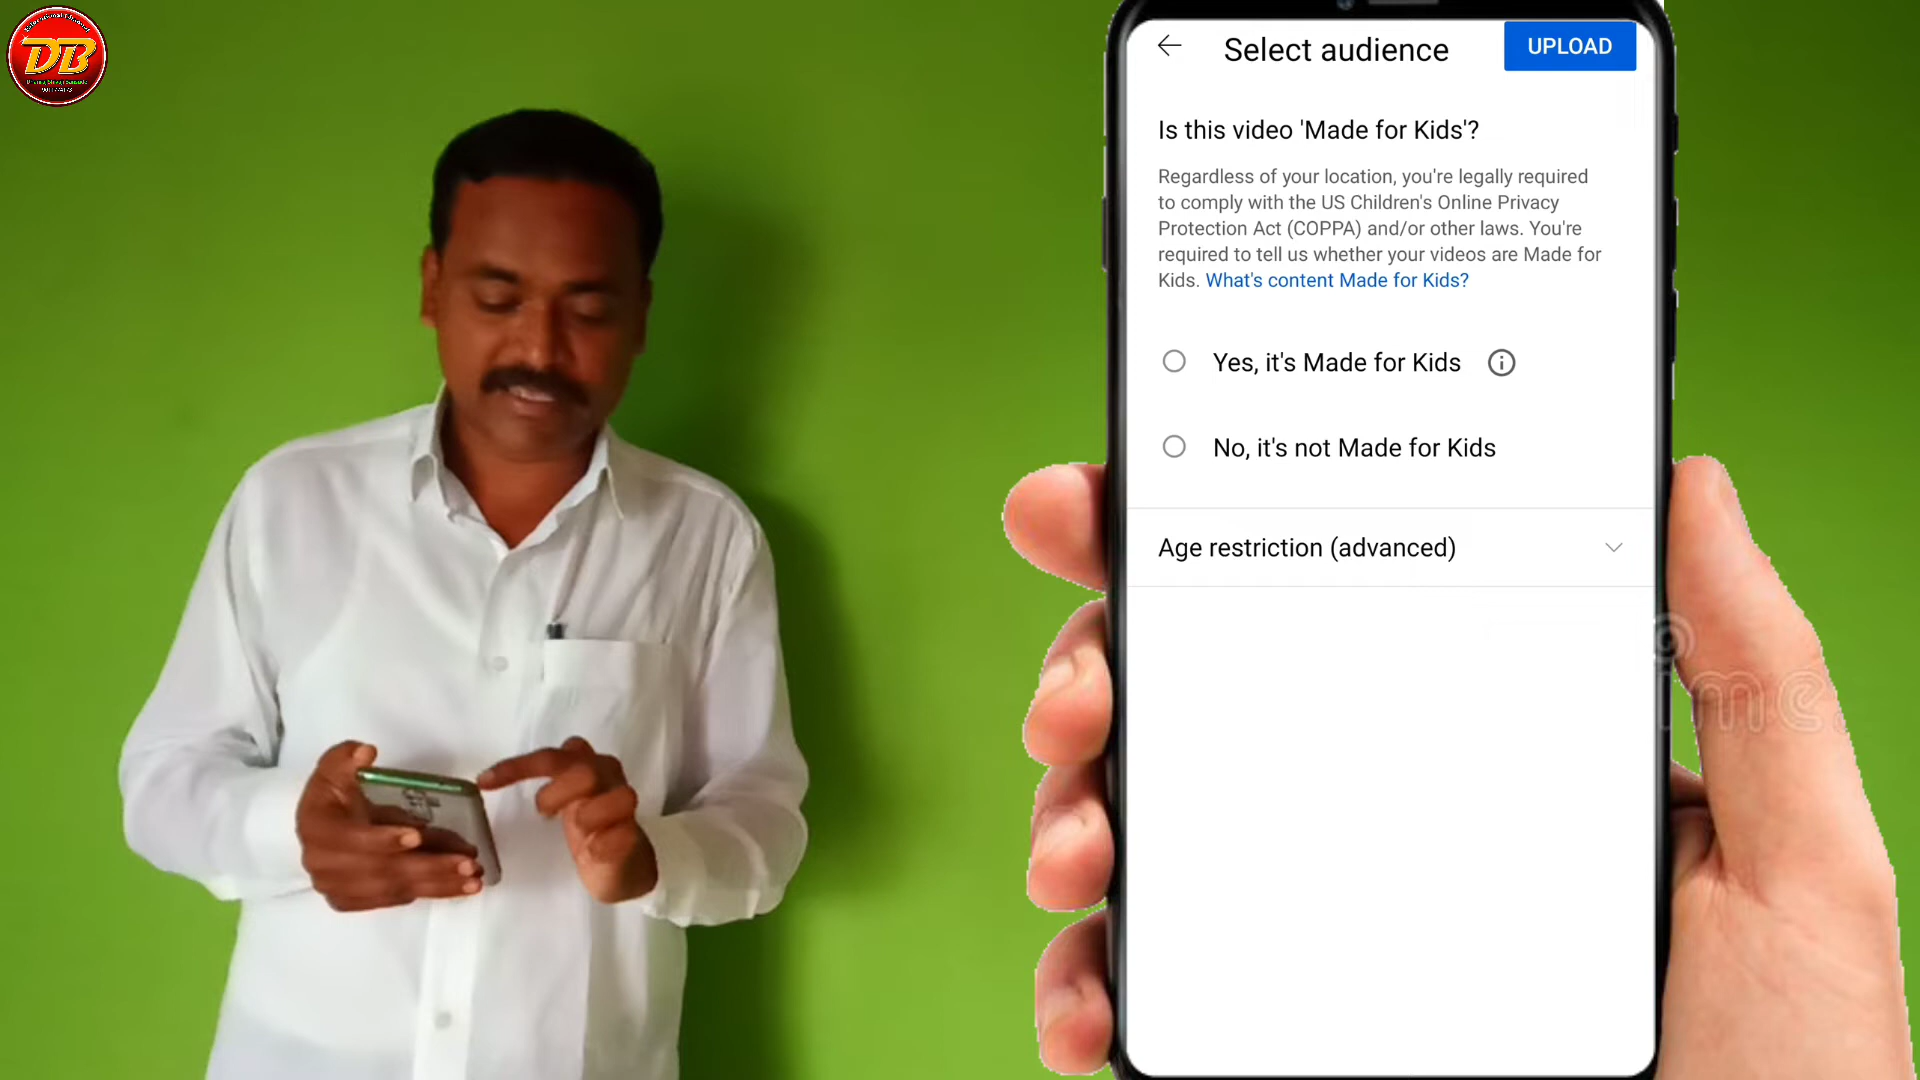 DB
Select audience
UPLOAD
Is this video 'Made for Kids'?
Regardless of your location, you're legally required
to comply with the US Children's Online Privacy
Protection Act (COPPA) and/or other laws. You're
required to tell us whether your videos are Made for
Kids. What's content Made for Kids?
Yes, it's Made for Kids
No, it's not Made for Kids
Age restriction (advanced)